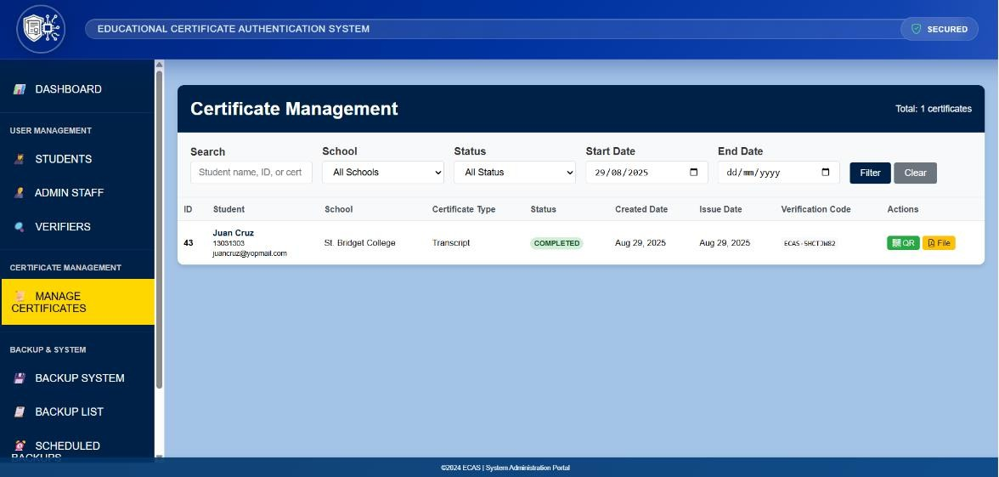 EDUCATIONAL CERTIFICATE AUTHENTICATION SYSTEM
SECURED
DASHBOARD
USER MANAGEMENT
STUDENTS
ADMIN STAFF
VERIFIERS
CERTIFICATE MANAGEMENT
MANAGE
CERTIFICATES
BACKUP & SYSTEM
BACKUP SYSTEM
BACKUP LIST
SCHEDULED
BACKUPS
Certificate Management
Total: 1 certificates
Search
School
Status
Start Date
End Date
Student name, ID, or cert
All Schools
All Status
29/08/2025
dd/mm/yyyy
Filter
Clear
ID Student School Certificate Type Status Created Date Issue Date Verification Code Actions
43
Juan Cruz
13031303
juancruz@yopmail.com
St. Bridget College
Transcript
COMPLETED
Aug 29, 2025
Aug 29, 2025
ECAS-5HCTJW82
QR
File
©2024 ECAS | System Administration Portal